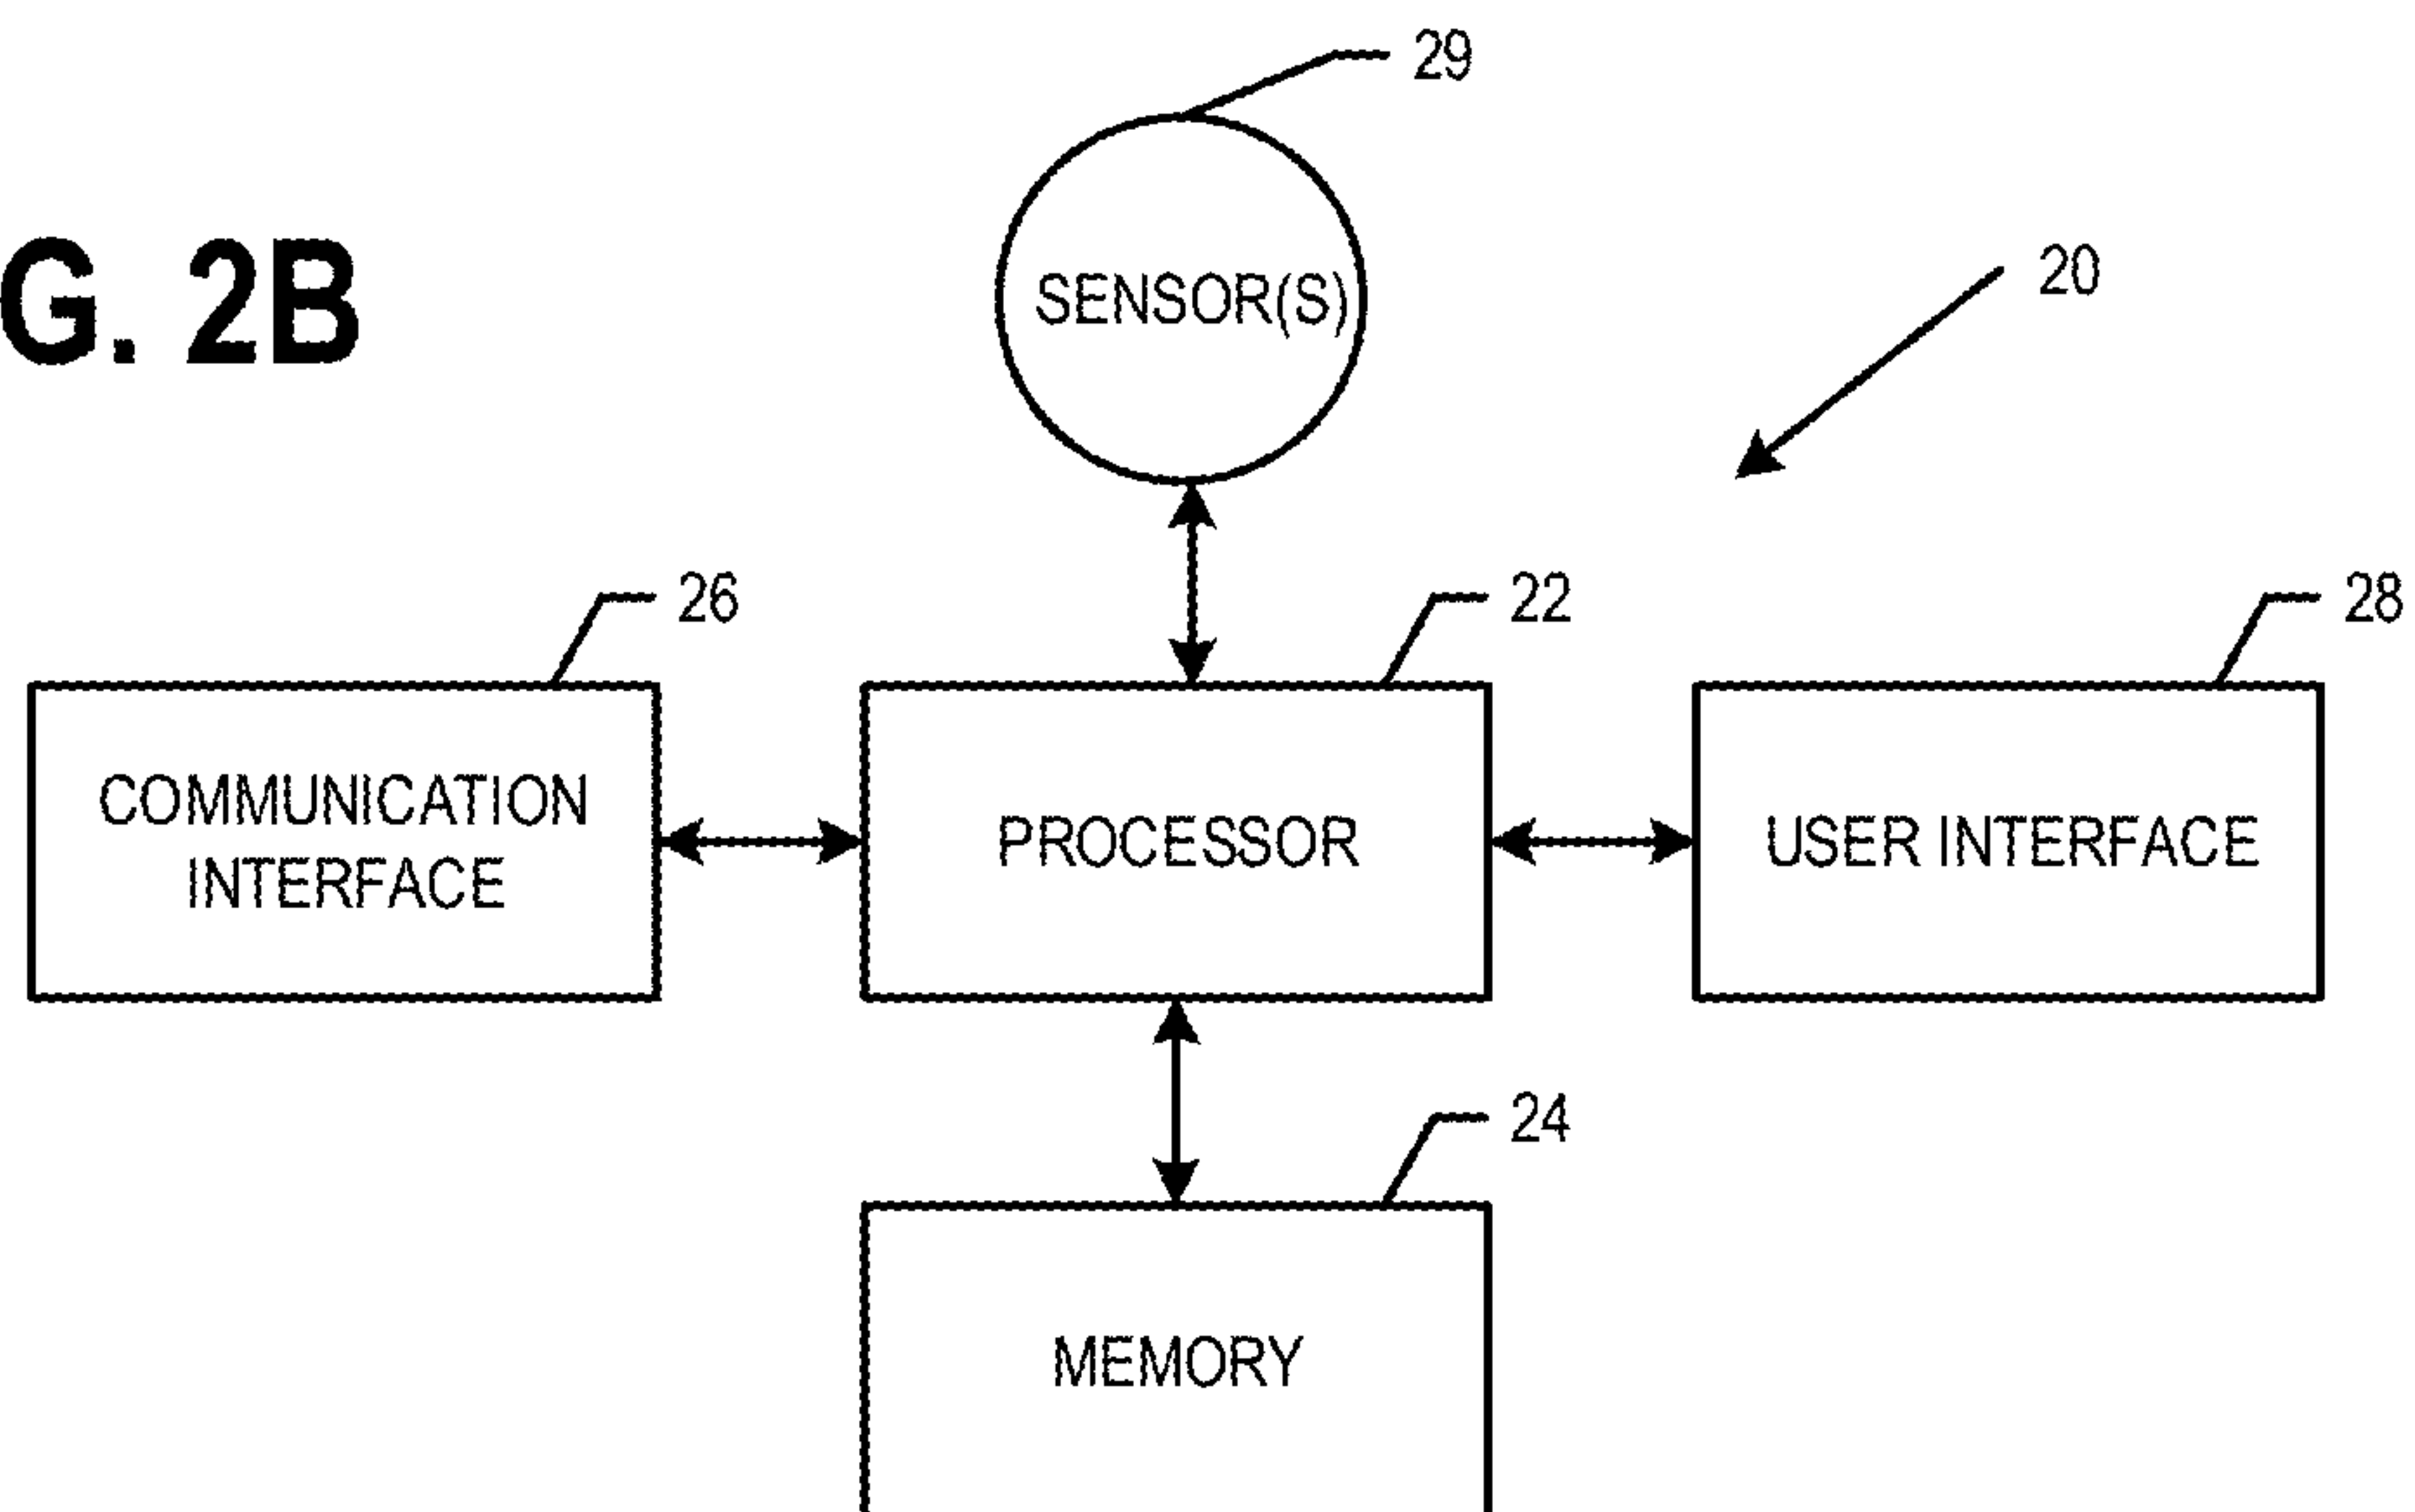 29
G. 2B
SENSOR(S)
20
26
22
28
COMMUNICATION
INTERFACE
PROCESSOR
USER INTERFACE
24
MEMORY